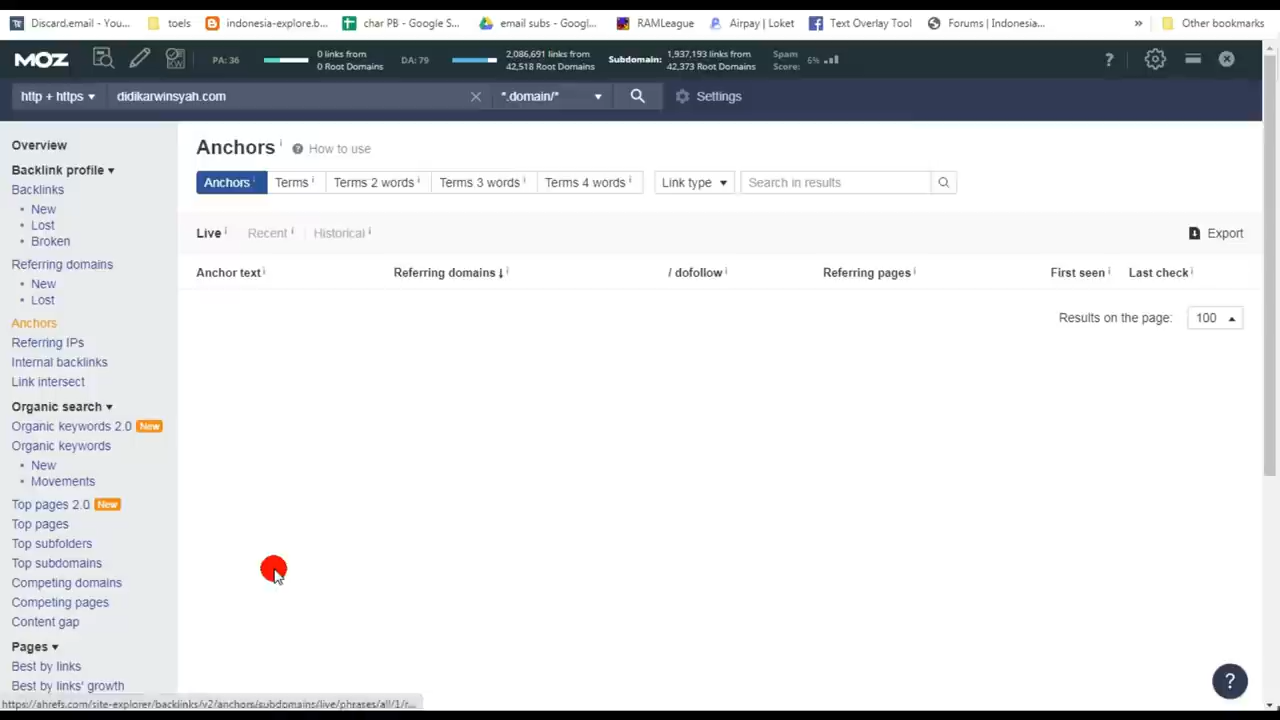 Discard.email - You...
toels
indonesia-explore.b...
char PB - Google S...
email subs - Googl...
RAMLeague
Airpay | Loket
Text Overlay Tool
Forums | Indonesia...
»
Other bookmarks
MOZ
PA: 36
0 links from
0 Root Domains
DA: 79
2,086,691 links from
42,518 Root Domains
Subdomain:
1,937,193 links from
42,373 Root Domains
Spam
Score:
6%
?
http + https
didikarwinsyah.com
*.domain/*
Settings
Overview
Backlink profile
Backlinks
New
Lost
Broken
Referring domains
New
Lost
Anchors
Referring IPs
Internal backlinks
Link intersect
Organic search
Organic keywords 2.0 New
Organic keywords
New
Movements
Top pages 2.0 New
Top pages
Top subfolders
Top subdomains
Competing domains
Competing pages
Content gap
Pages
Best by links
Best by links' growth
Anchors i
? How to use
Anchors i
Terms i
Terms 2 words i
Terms 3 words i
Terms 4 words i
Link type
Search in results
Live i
Recent i
Historical i
Export
Anchor text i
Referring domains ↓ i
/ dofollow i
Referring pages i
First seen i
Last check i
Results on the page:
100
?
https://ahrefs.com/site-explorer/backlinks/v2/anchors/subdomains/live/phrases/all/1/r...